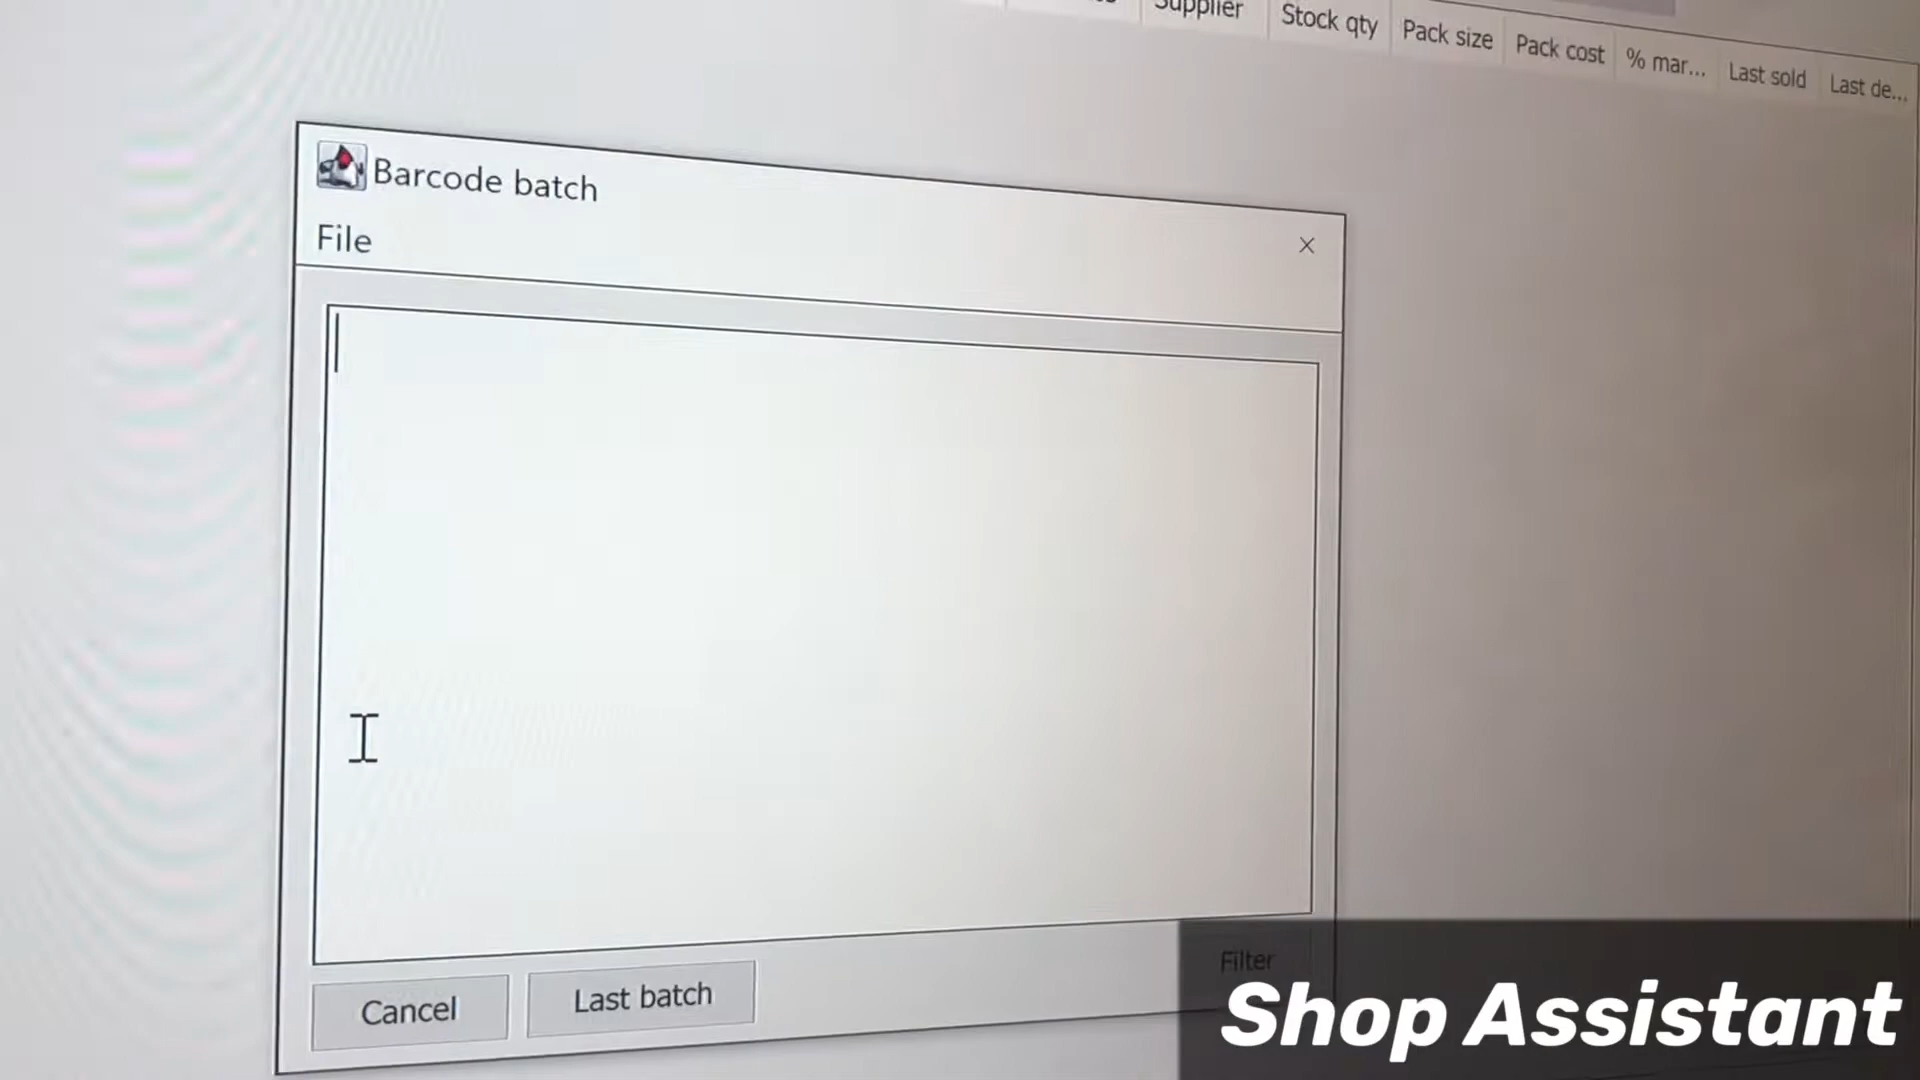 Supplier Stock qty Pack size Pack cost % mar... Last sold Last de...
Barcode batch
File
Filter
Cancel Last batch
Shop Assistant